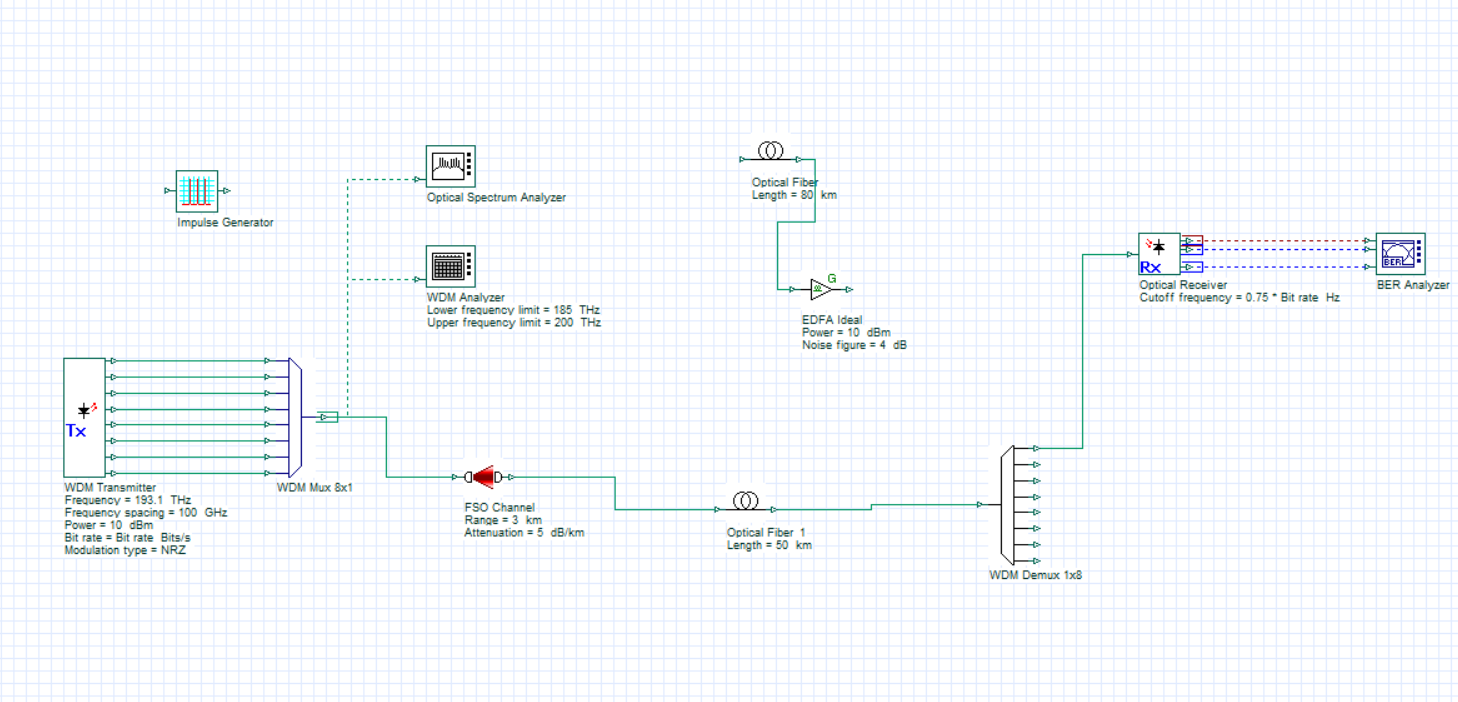 Impulse Generator
Optical Spectrum Analyzer
WDM Analyzer
Lower frequency limit = 185 THz
Upper frequency limit = 200 THz
Optical Fiber
Length = 80 km
G
EDFA Ideal
Power = 10 dBm
Noise figure = 4 dB
Rx
Optical Receiver
Cutoff frequency = 0.75 * Bit rate Hz
BER
BER Analyzer
Tx
WDM Transmitter
Frequency = 193.1 THz
Frequency spacing = 100 GHz
Power = 10 dBm
Bit rate = Bit rate Bits/s
Modulation type = NRZ
WDM Mux 8x1
FSO Channel
Range = 3 km
Attenuation = 5 dB/km
Optical Fiber 1
Length = 50 km
WDM Demux 1x8